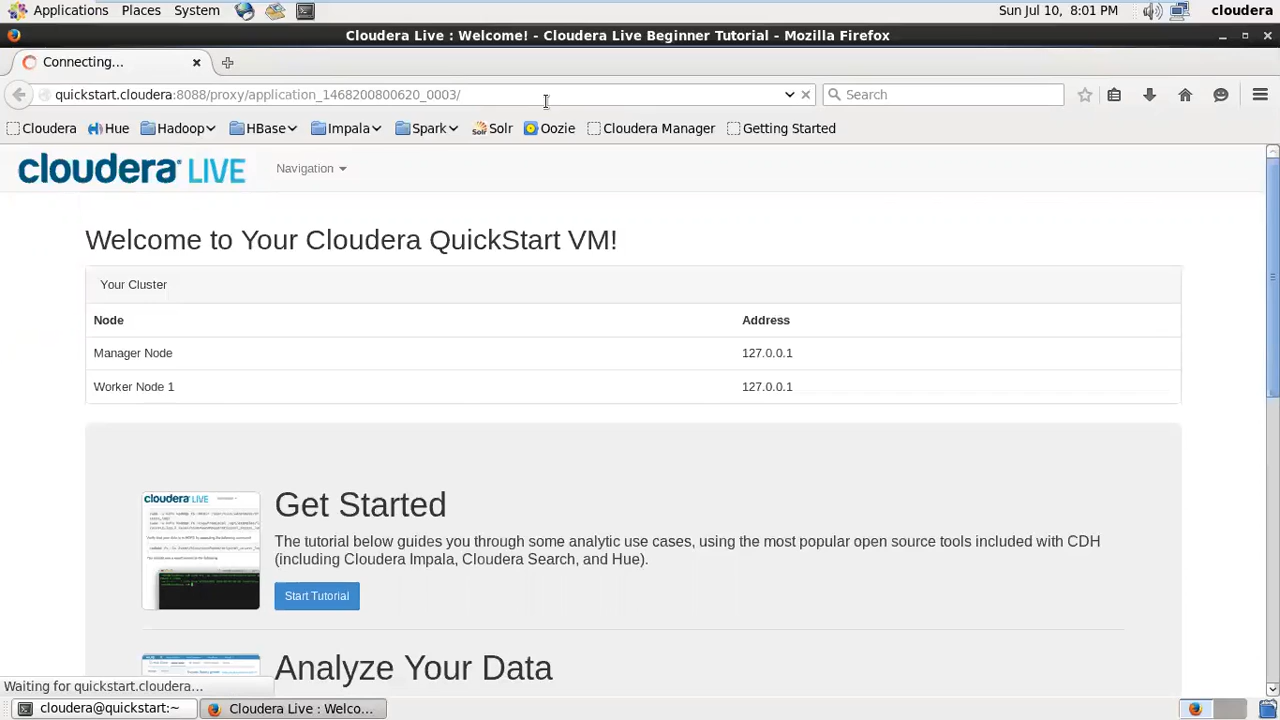 Applications Places System Sun Jul 10, 8:01 PM cloudera
Cloudera Live : Welcome! - Cloudera Live Beginner Tutorial - Mozilla Firefox
Connecting...
quickstart.cloudera:8088/proxy/application_1468200800620_0003/ Search
Cloudera Hue Hadoop HBase Impala Spark Solr Oozie Cloudera Manager Getting Started
cloudera LIVE Navigation
Welcome to Your Cloudera QuickStart VM!
Your Cluster
Node Address
Manager Node 127.0.0.1
Worker Node 1 127.0.0.1
cloudera LIVE
Get Started
The tutorial below guides you through some analytic use cases, using the most popular open source tools included with CDH
(including Cloudera Impala, Cloudera Search, and Hue).
Start Tutorial
Analyze Your Data
Waiting for quickstart.cloudera...
cloudera@quickstart:~ Cloudera Live : Welco...